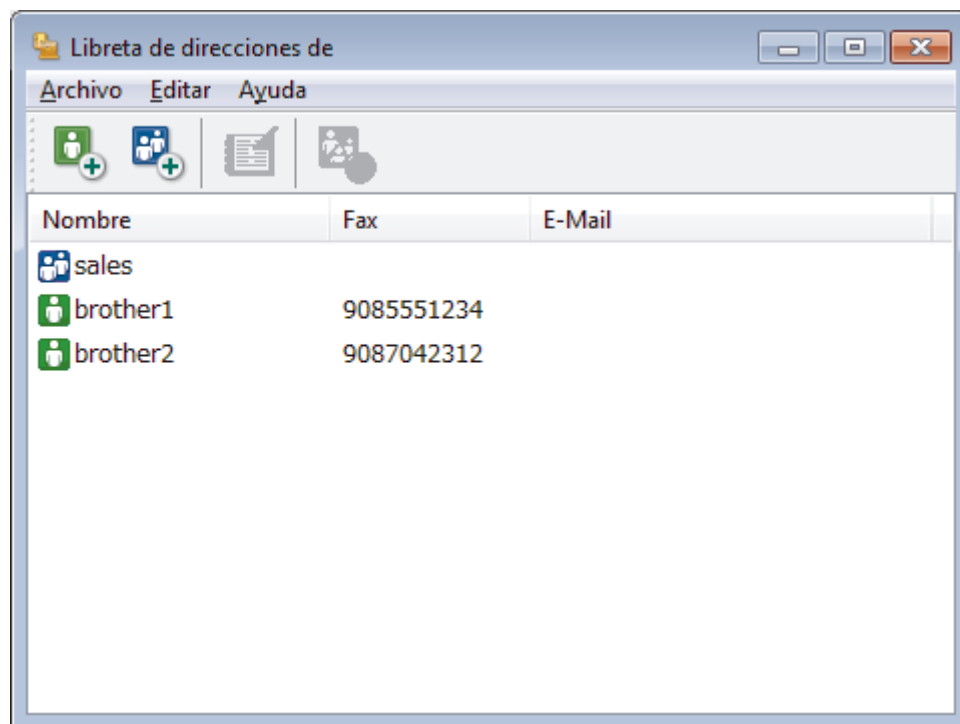 Libreta de direcciones de
Archivo Editar Ayuda
Nombre Fax E-Mail
sales
brother1 9085551234
brother2 9087042312